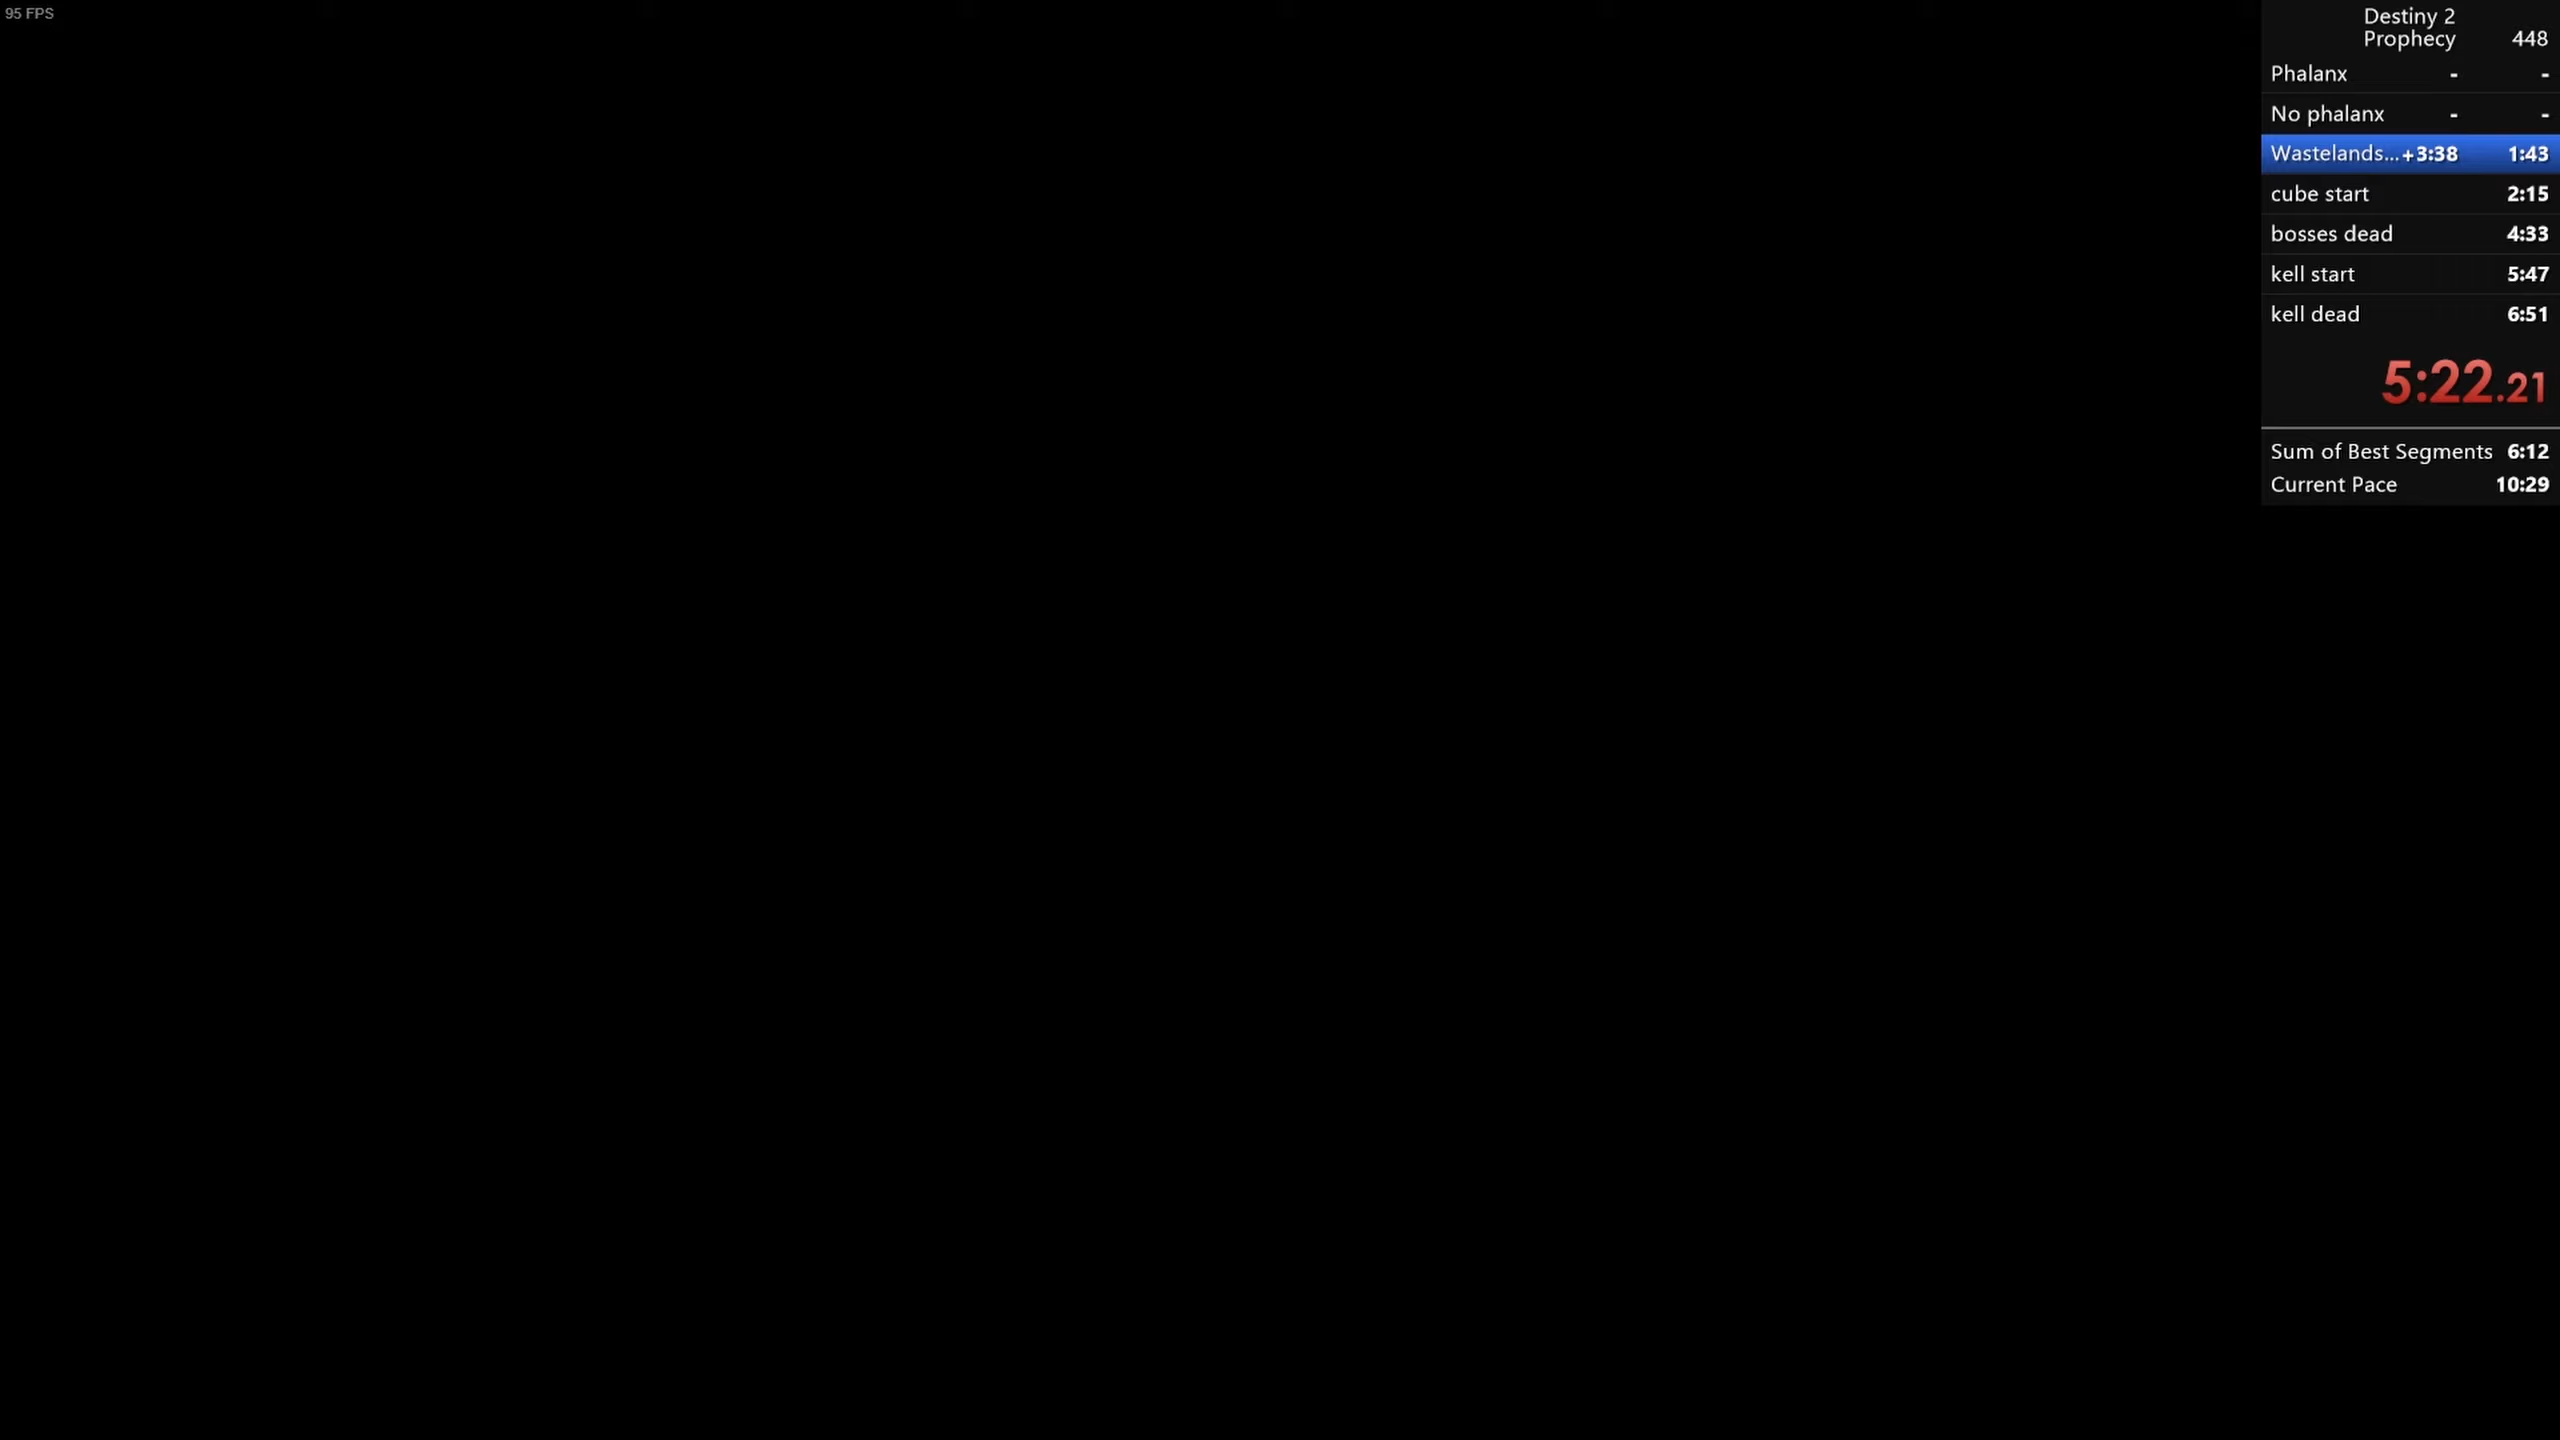 95 FPS
Destiny 2
Prophecy 448
Phalanx - -
No phalanx - -
Wastelands... +3:38 1:43
cube start 2:15
bosses dead 4:33
kell start 5:47
kell dead 6:51
5:22.21
Sum of Best Segments 6:12
Current Pace 10:29